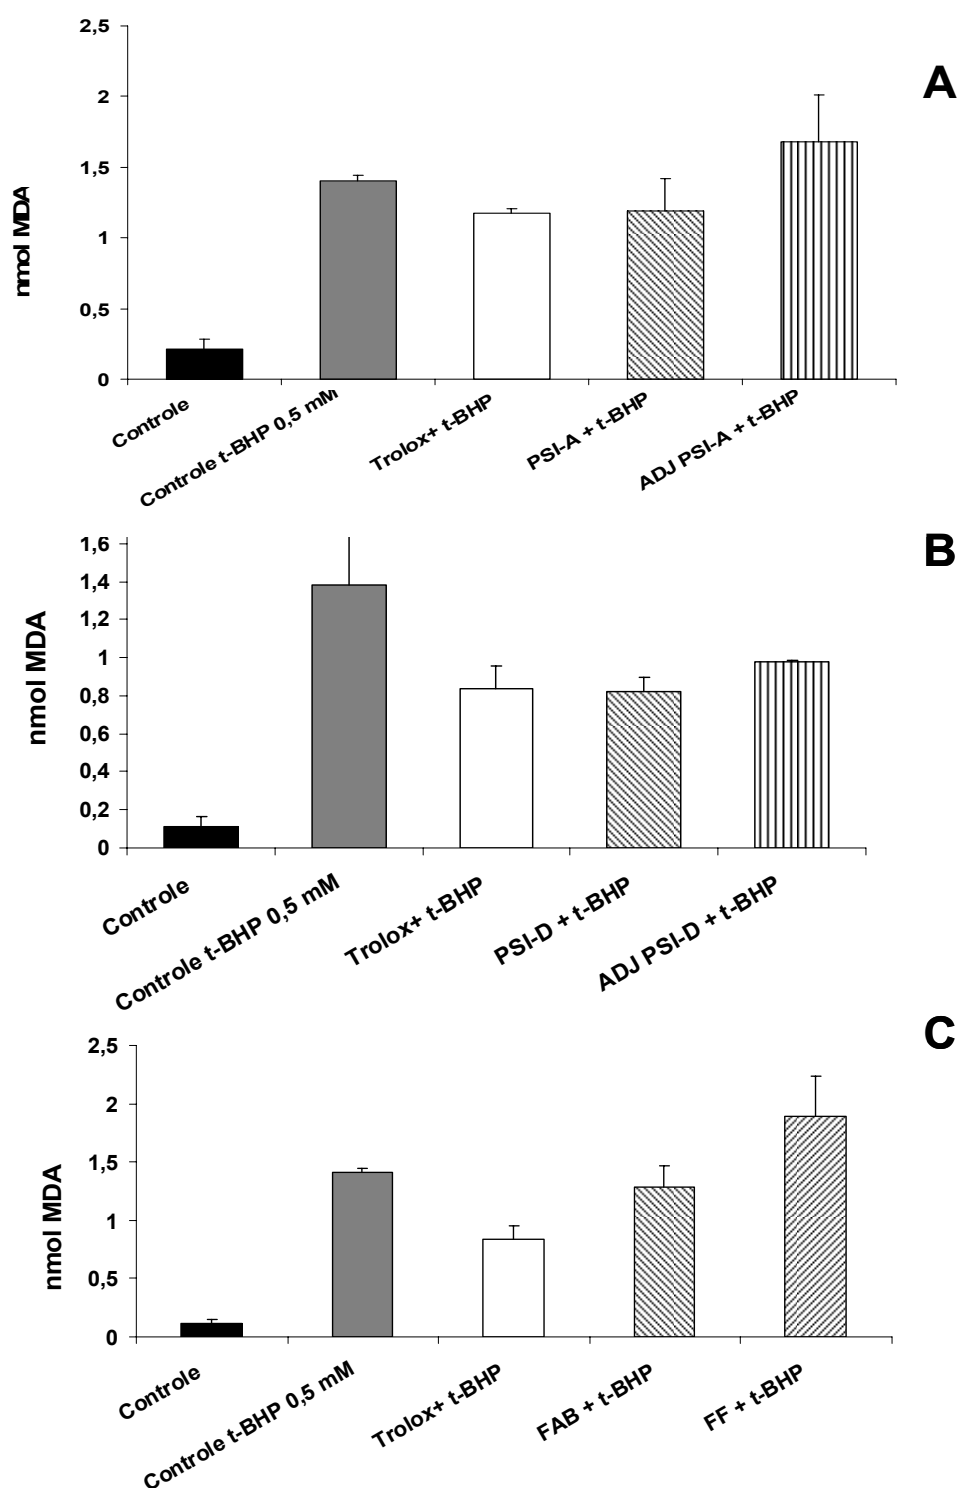 A
nmol MDA
2,5
2
1,5
1
0,5
0
Controle
Controle t-BHP 0,5 mM
Trolox+ t-BHP
PSI-A + t-BHP
ADJ PSI-A + t-BHP
B
nmol MDA
1,6
1,4
1,2
1
0,8
0,6
0,4
0,2
0
Controle
Controle t-BHP 0,5 mM
Trolox+ t-BHP
PSI-D + t-BHP
ADJ PSI-D + t-BHP
C
nmol MDA
2,5
2
1,5
1
0,5
0
Controle
Controle t-BHP 0,5 mM
Trolox+ t-BHP
FAB + t-BHP
FF + t-BHP